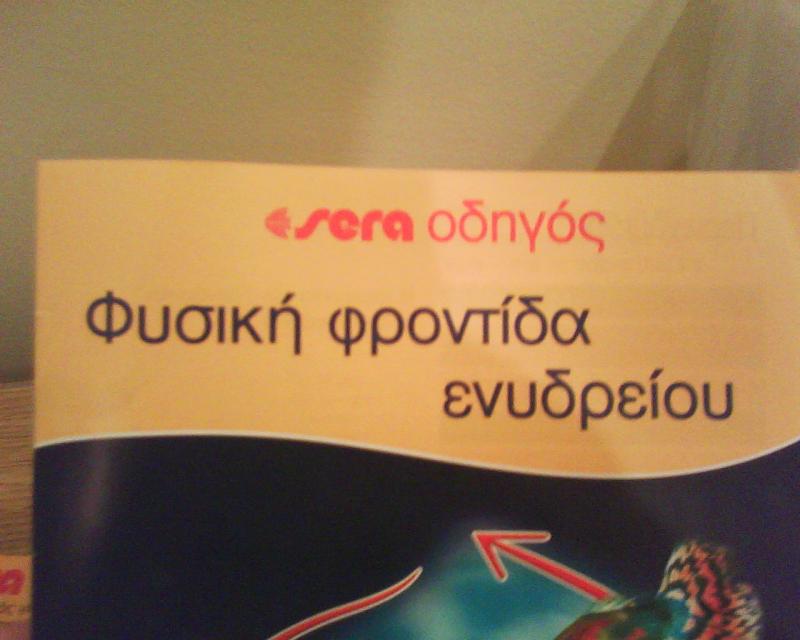 sera οδηγός
Φυσική φροντίδα
ενυδρείου